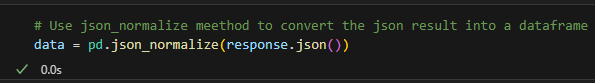 # Use json_normalize meethod to convert the json result into a dataframe
data = pd.json_normalize(response.json())
✓ 0.0s